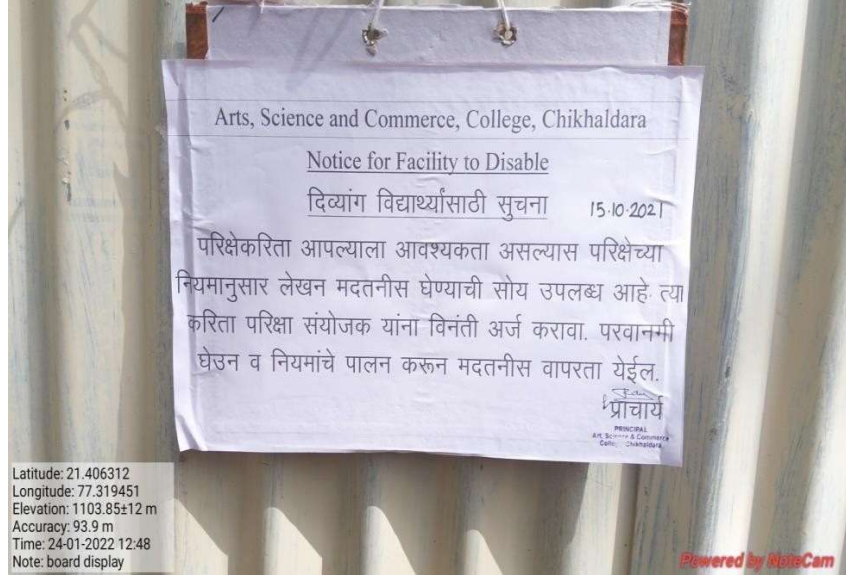 Arts, Science and Commerce, College, Chikhaldara
Notice for Facility to Disable
दिव्यांग विद्यार्थ्यांसाठी सुचना 15.10.2021
परिक्षेकरिता आपल्याला आवश्यकता असल्यास परिक्षेच्या
नियमानुसार लेखन मदतनीस घेण्याची सोय उपलब्ध आहे. त्या
करिता परिक्षा संयोजक यांना विनंती अर्ज करावा. परवानगी
घेउन व नियमांचे पालन करून मदतनीस वापरता येईल.
प्राचार्य
PRINCIPAL
Art, Science & Commerce
College Chikhaldara
Latitude: 21.406312
Longitude: 77.319451
Elevation: 1103.85±12 m
Accuracy: 93.9 m
Time: 24-01-2022 12:48
Note: board display
Powered by NoteCam